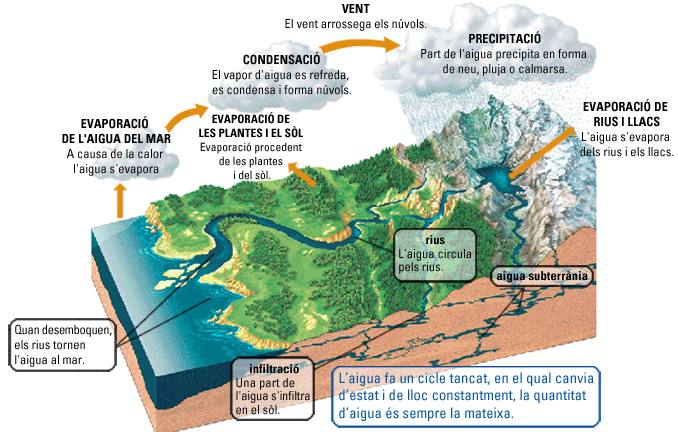 VENT
El vent arrossega els núvols.
PRECIPITACIÓ
Part de l'aigua precipita en forma
de neu, pluja o calmarsa.
CONDENSACIÓ
El vapor d'aigua es refreda,
es condensa i forma núvols.
EVAPORACIÓ
DE L'AIGUA DEL MAR
A causa de la calor
l'aigua s'evapora
EVAPORACIÓ DE
LES PLANTES I EL SÒL
Evaporació procedent
de les plantes
i del sòl.
EVAPORACIÓ DE
RIUS I LLACS
L'aigua s'evapora
dels rius i els llacs.
rius
L'aigua circula
pels rius.
aigua subterrània
Quan desemboquen,
els rius tornen
l'aigua al mar.
infiltració
Una part de
l'aigua s'infiltra
en el sòl.
L'aigua fa un cicle tancat, en el qual canvia
d'estat i de lloc constantment, la quantitat
d'aigua és sempre la mateixa.